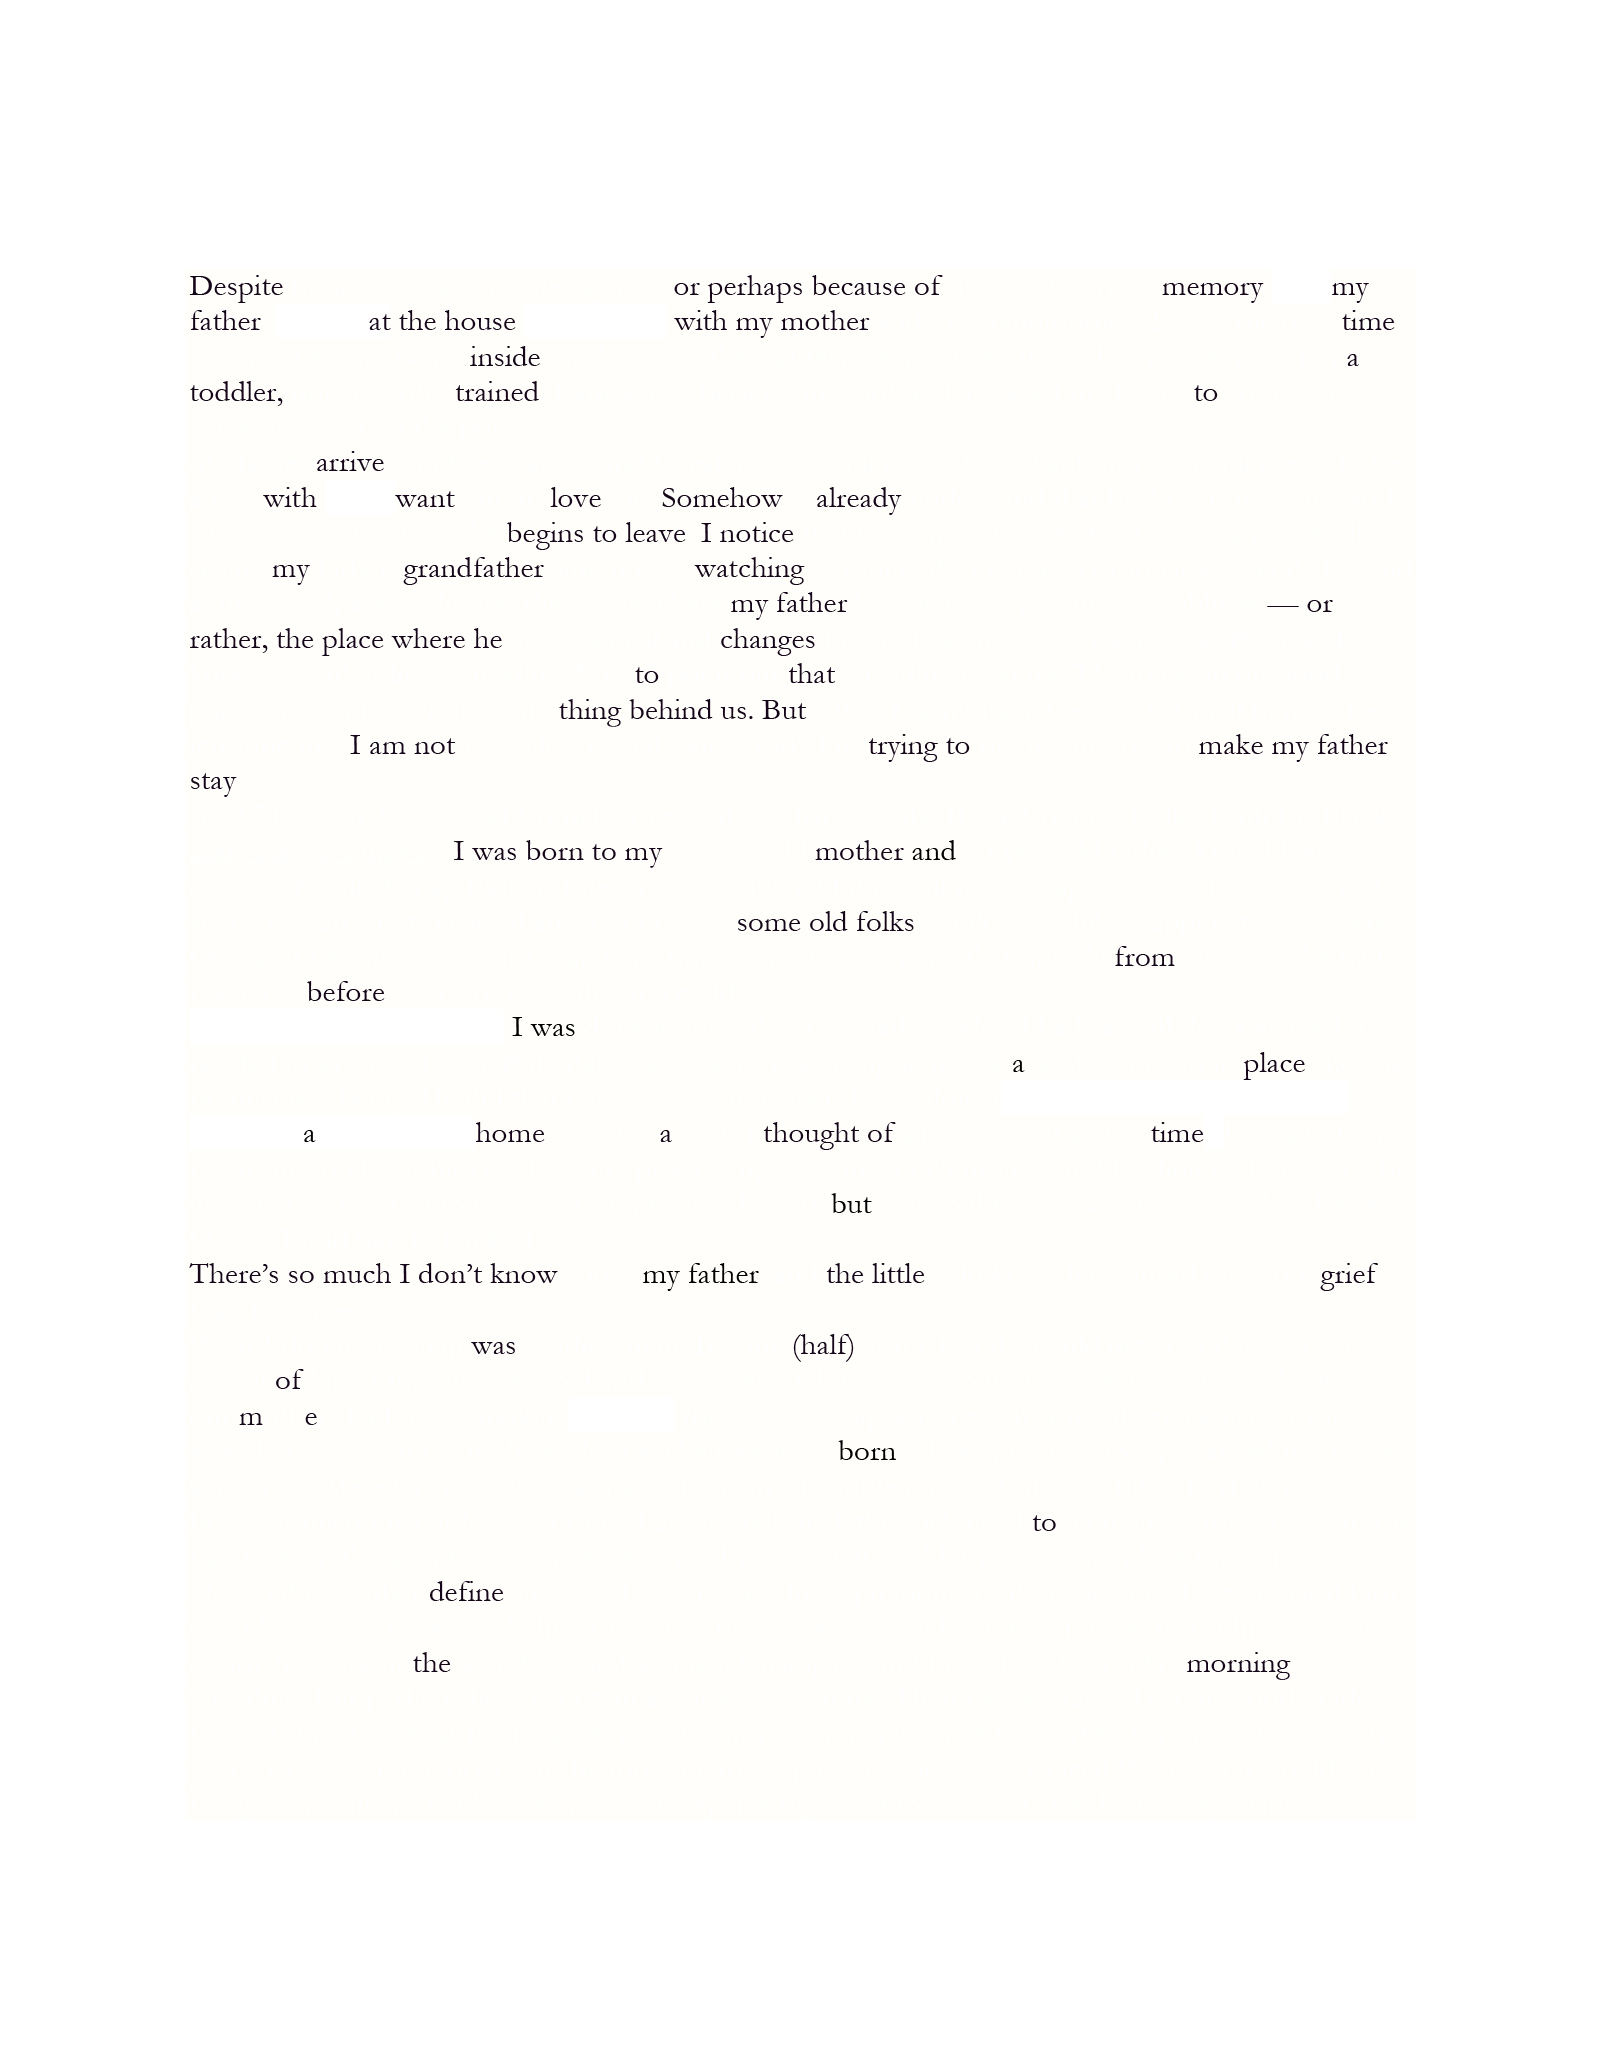 Despite or perhaps because of memory my
father at the house with my mother time
inside a
toddler, trained to
arrive
with want love Somehow already
begins to leave I notice
my grandfather watching
my father — or
rather, the place where he changes
to that
thing behind us. But
I am not trying to make my father
stay
I was born to my mother and
some old folks
from
before
I was
a place
a home a thought of time
but
There’s so much I don’t know my father the little grief
was (half)
of
m e
born
to
define
the morning